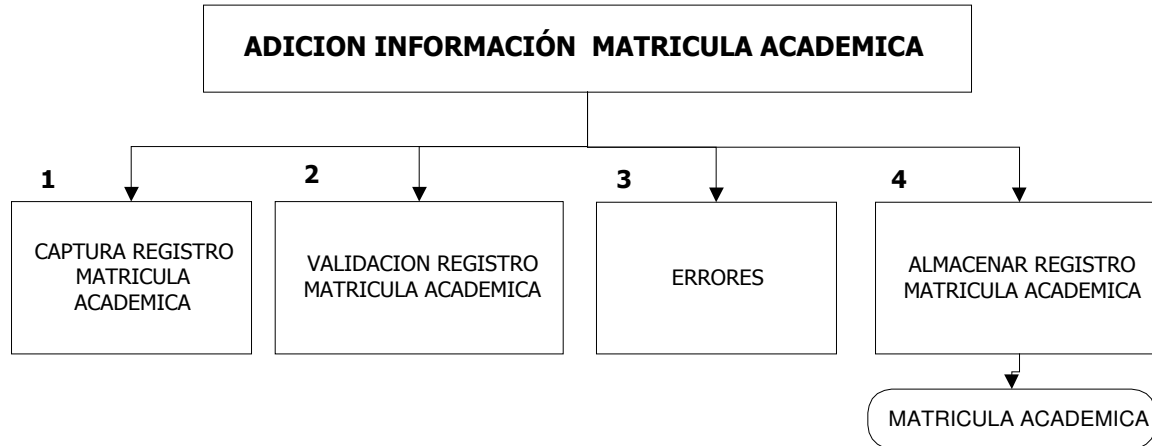 ADICION INFORMACIÓN MATRICULA ACADEMICA
1
2
3
4
CAPTURA REGISTRO
MATRICULA
ACADEMICA
VALIDACION REGISTRO
MATRICULA ACADEMICA
ERRORES
ALMACENAR REGISTRO
MATRICULA ACADEMICA
MATRICULA ACADEMICA